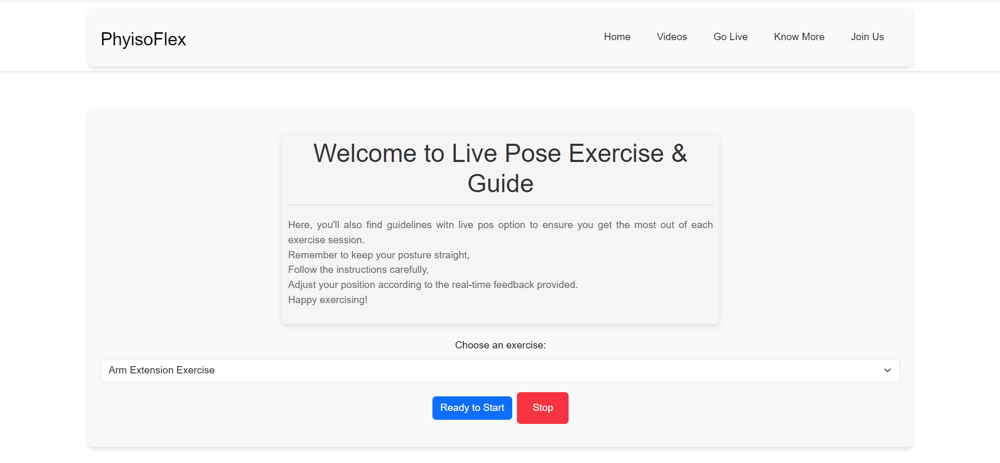 PhyisoFlex
Home Videos Go Live Know More Join Us
Welcome to Live Pose Exercise &
Guide
Here, you'll also find guidelines witn live pos option to ensure you get the most out of each
exercise session.
Remember to keep your posture straight,
Follow the instructions carefully,
Adjust your position according to the real-time feedback provided.
Happy exercising!
Choose an exercise:
Arm Extension Exercise
Ready to Start Stop